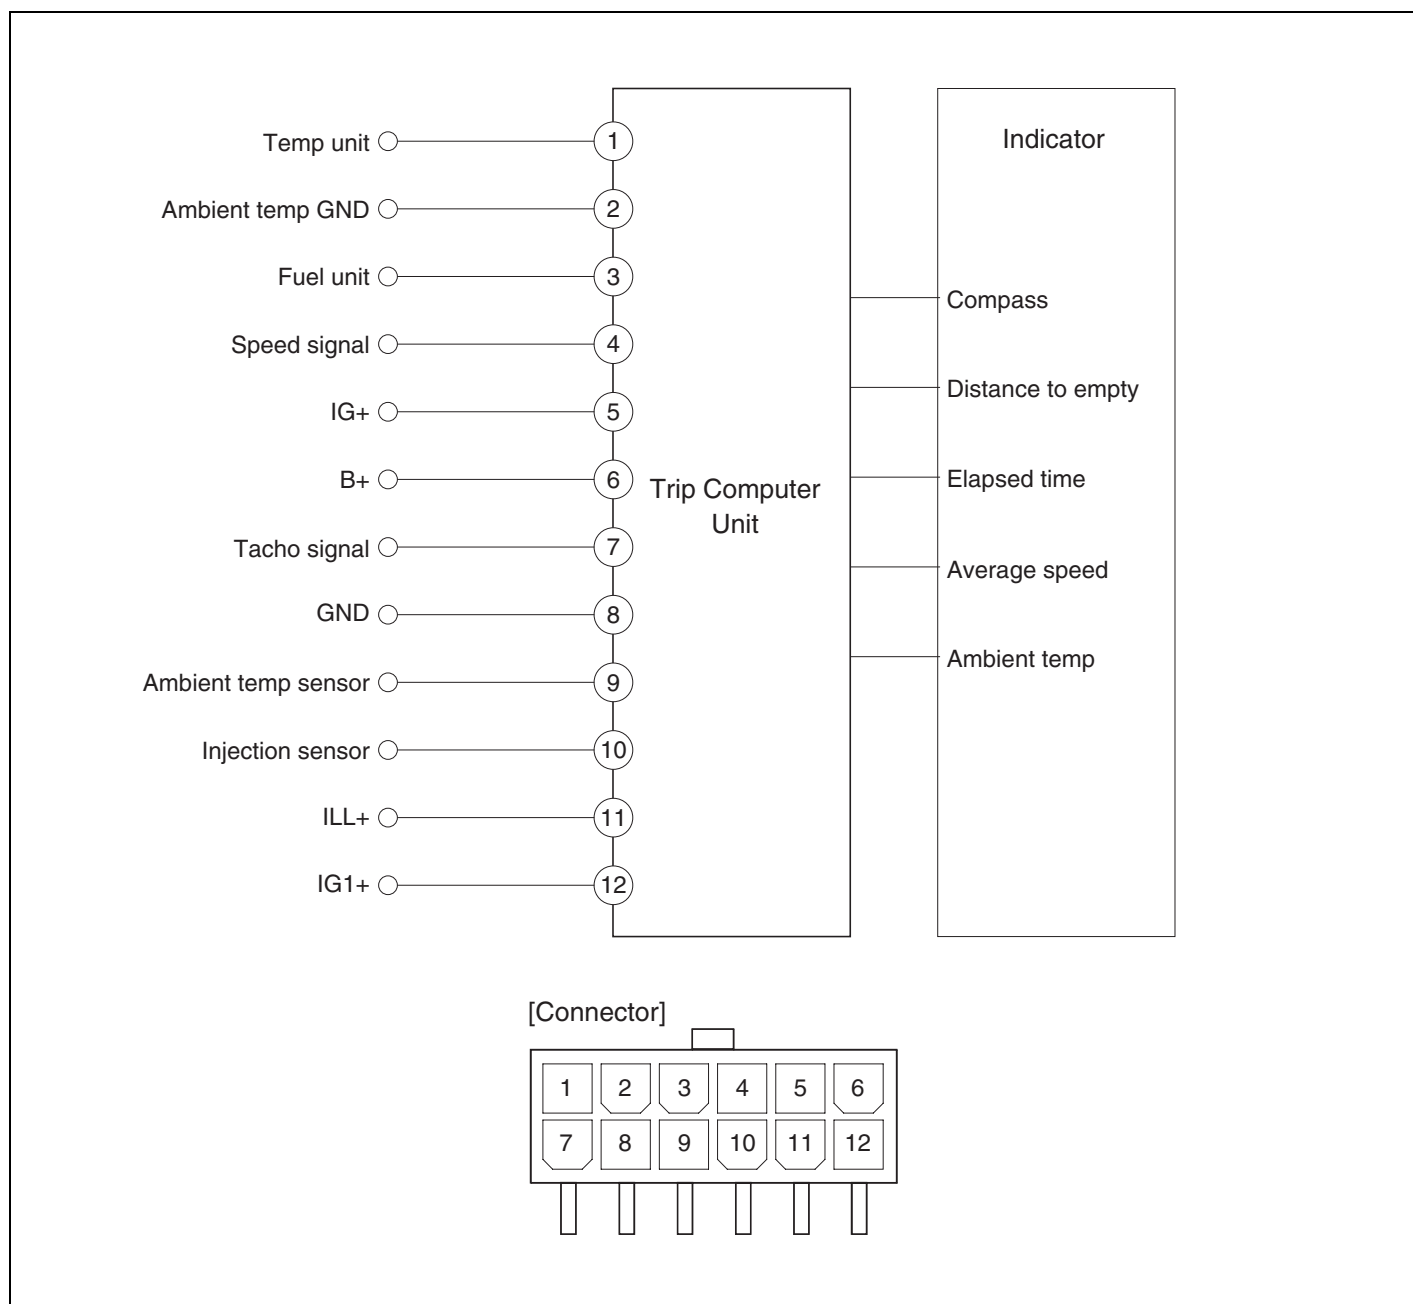 Temp unit
1
Ambient temp GND
2
Fuel unit
3
Speed signal
4
IG+
5
B+
6
Tacho signal
7
GND
8
Ambient temp sensor
9
Injection sensor
10
ILL+
11
IG1+
12
Trip Computer
Unit
Indicator
Compass
Distance to empty
Elapsed time
Average speed
Ambient temp
[Connector]
1 2 3 4 5 6
7 8 9 10 11 12